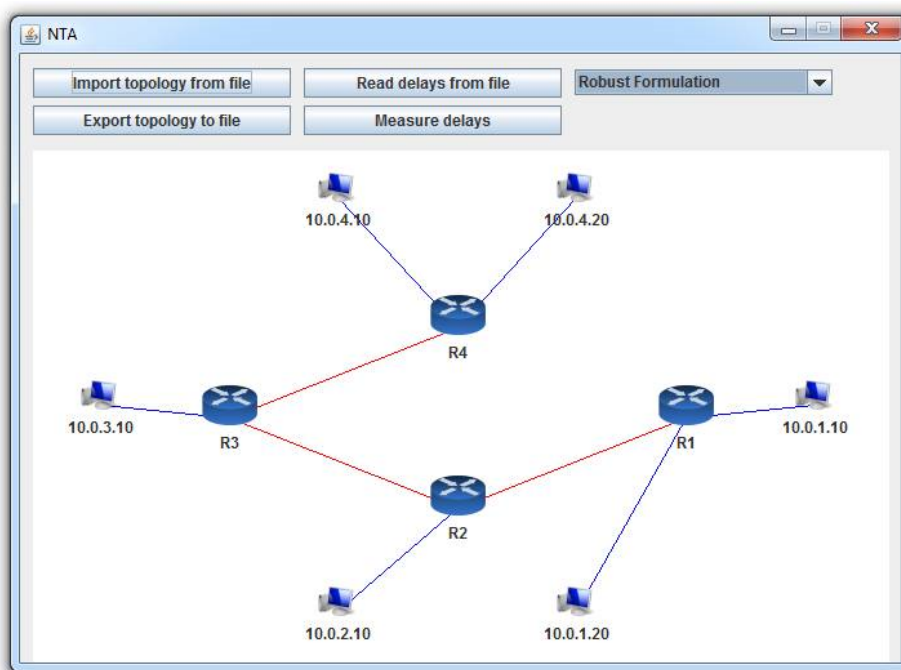 NTA
Import topology from file
Read delays from file
Robust Formulation
Export topology to file
Measure delays
10.0.4.10
10.0.4.20
R4
10.0.3.10
R3
R1
10.0.1.10
R2
10.0.2.10
10.0.1.20